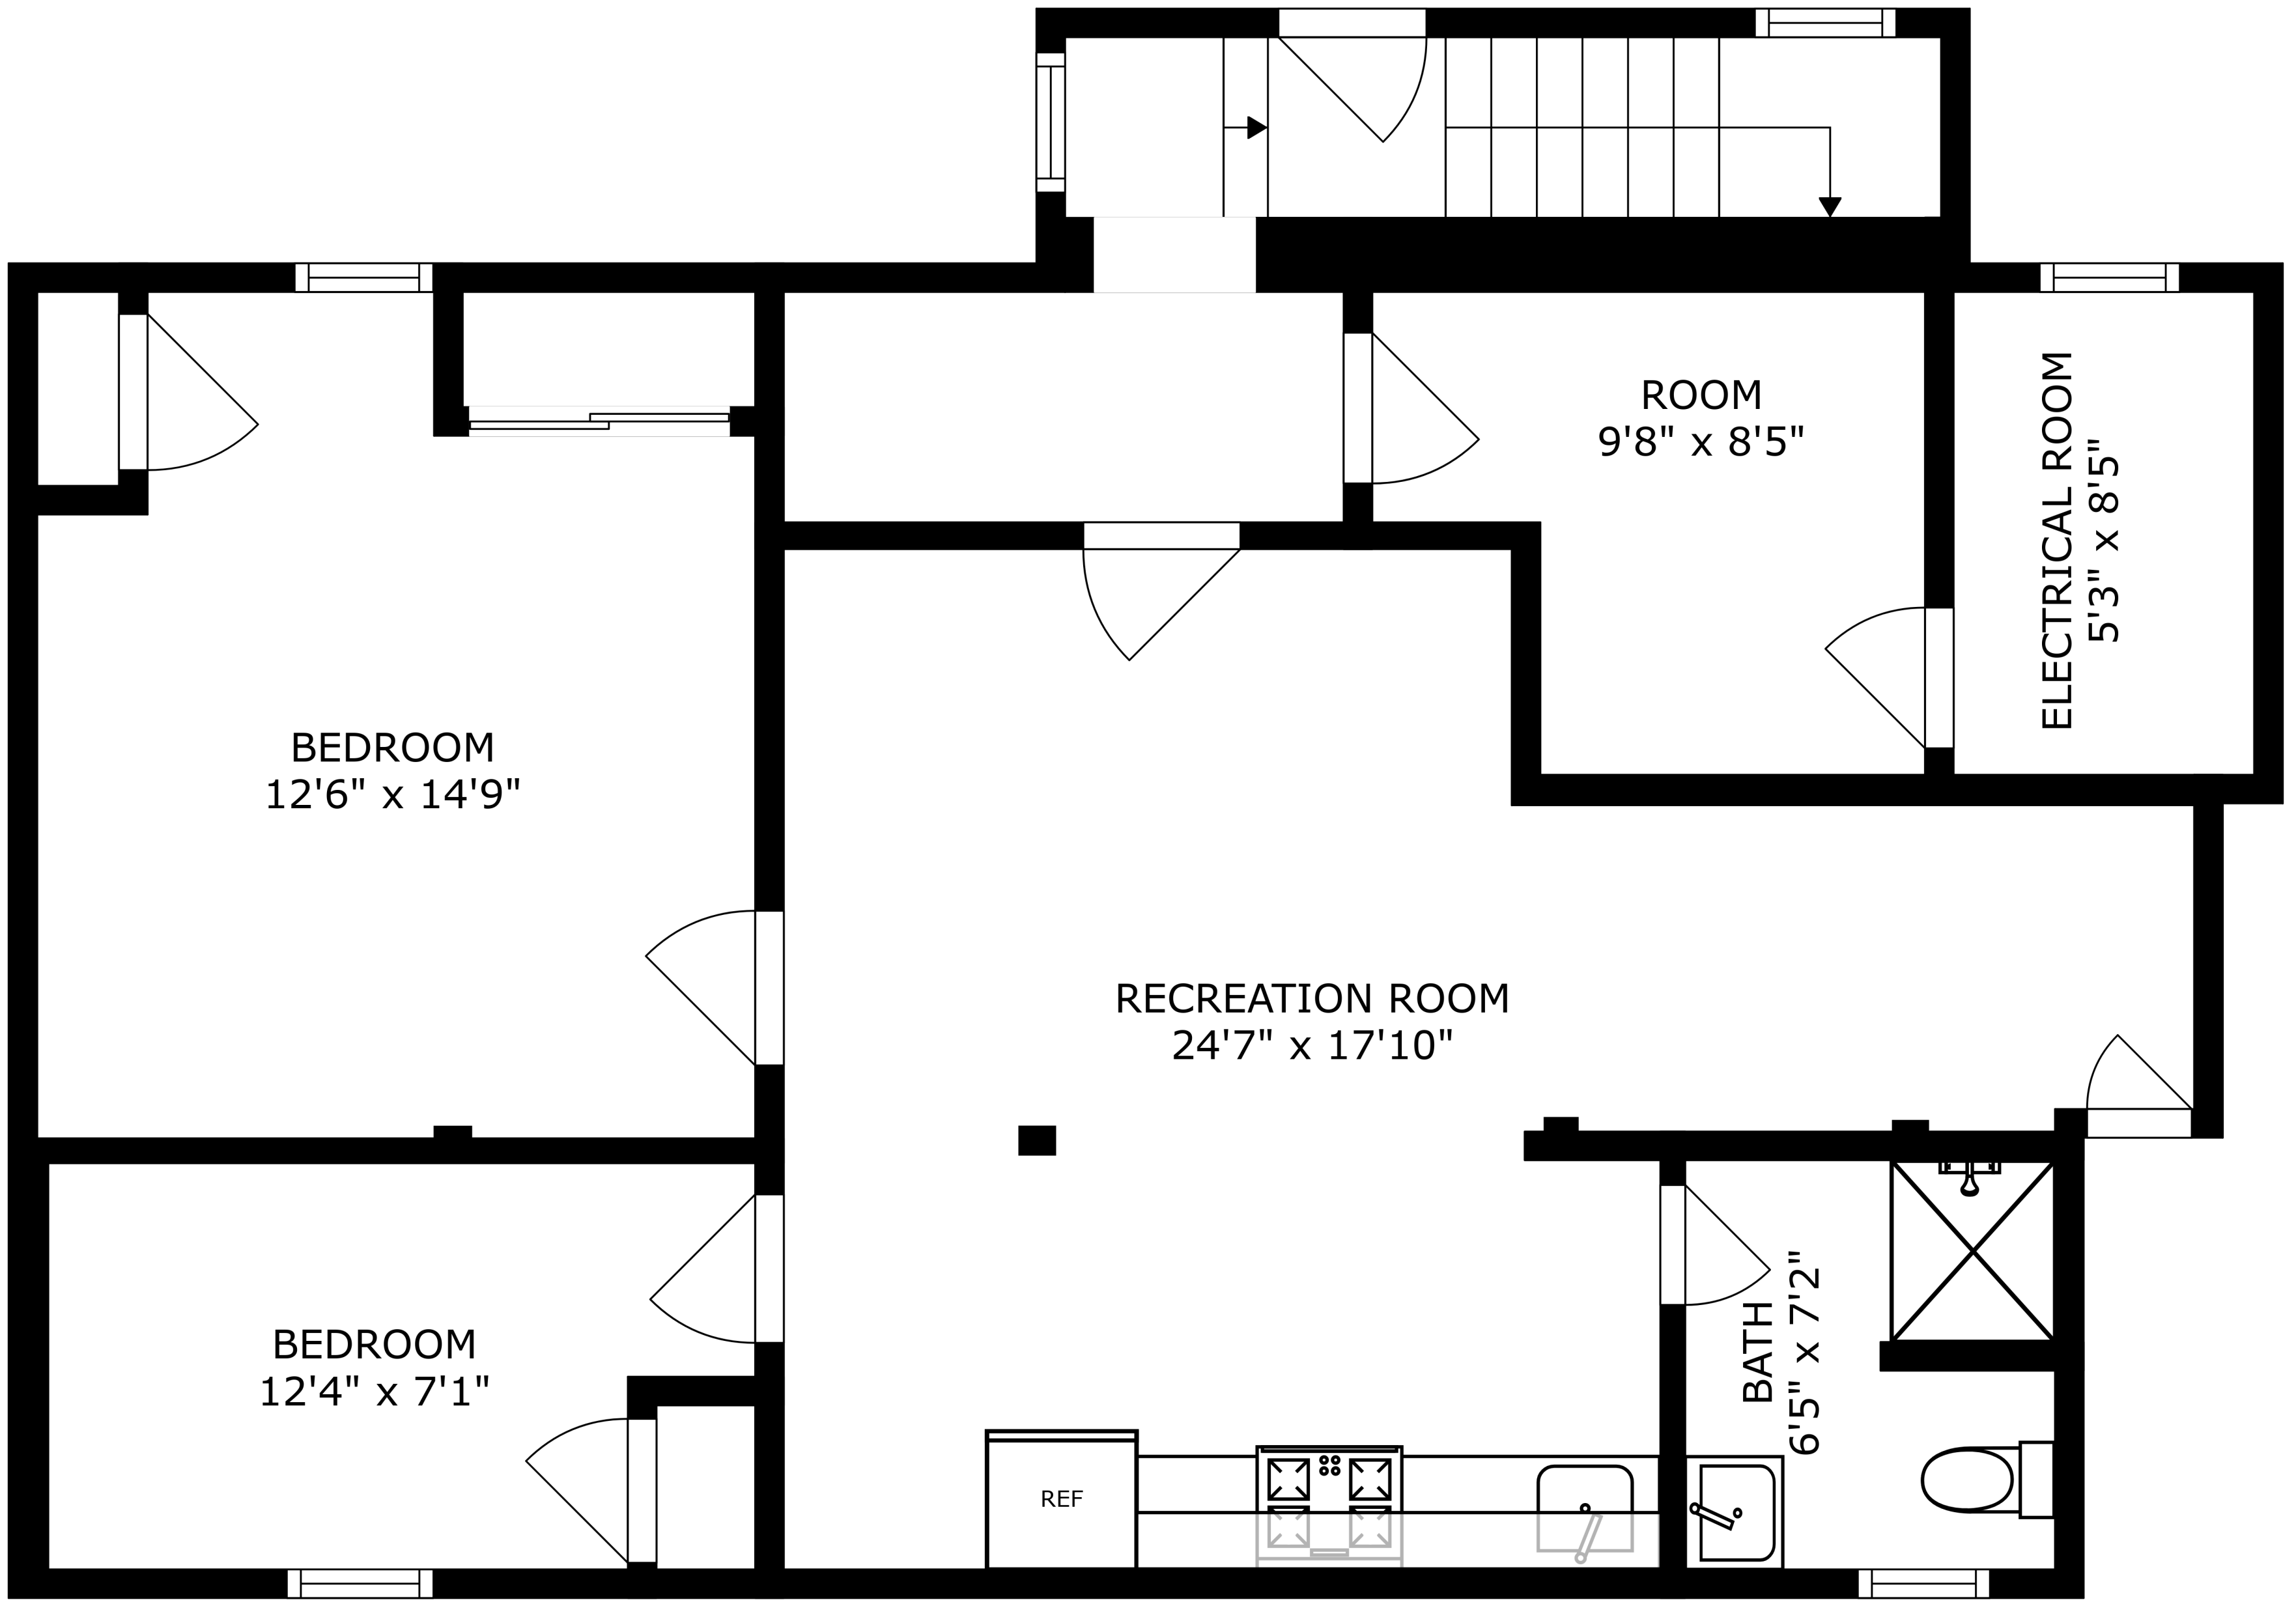 ROOM
9'8" x 8'5"
ELECTRICAL ROOM
5'3" x 8'5"
BEDROOM
12'6" x 14'9"
RECREATION ROOM
24'7" x 17'10"
BEDROOM
12'4" x 7'1"
BATH
6'5" x 7'2"
REF